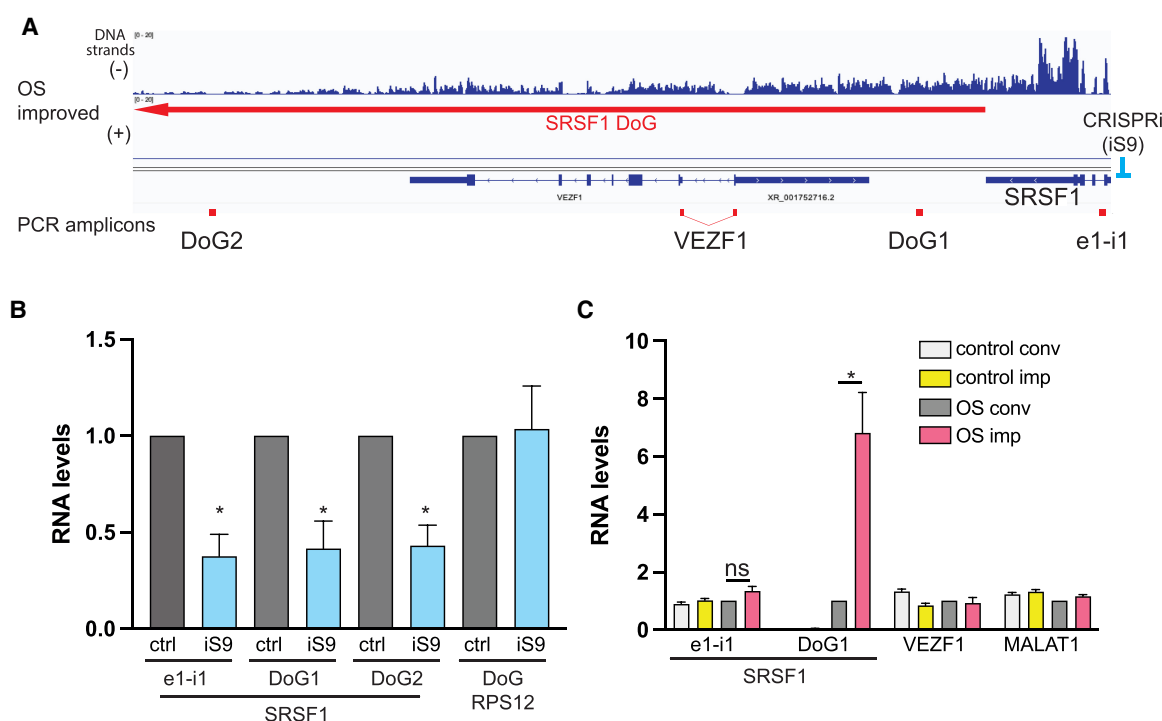 A
DNA
strands
[0 - 20]
(-)
OS
improved
[0 - 20]
(+)
SRSF1 DoG
CRISPRi
(iS9)
VEZF1
XR_001752716.2
SRSF1
PCR amplicons
DoG2
VEZF1
DoG1
e1-i1
B
RNA levels
1.5
1.0
0.5
0.0
* * *
ctrl iS9 ctrl iS9 ctrl iS9 ctrl iS9
e1-i1 DoG1 DoG2 DoG
RPS12
SRSF1
C
RNA levels
10
8
6
4
2
0
control conv
control imp
OS conv
OS imp
*
ns
e1-i1 DoG1 VEZF1 MALAT1
SRSF1